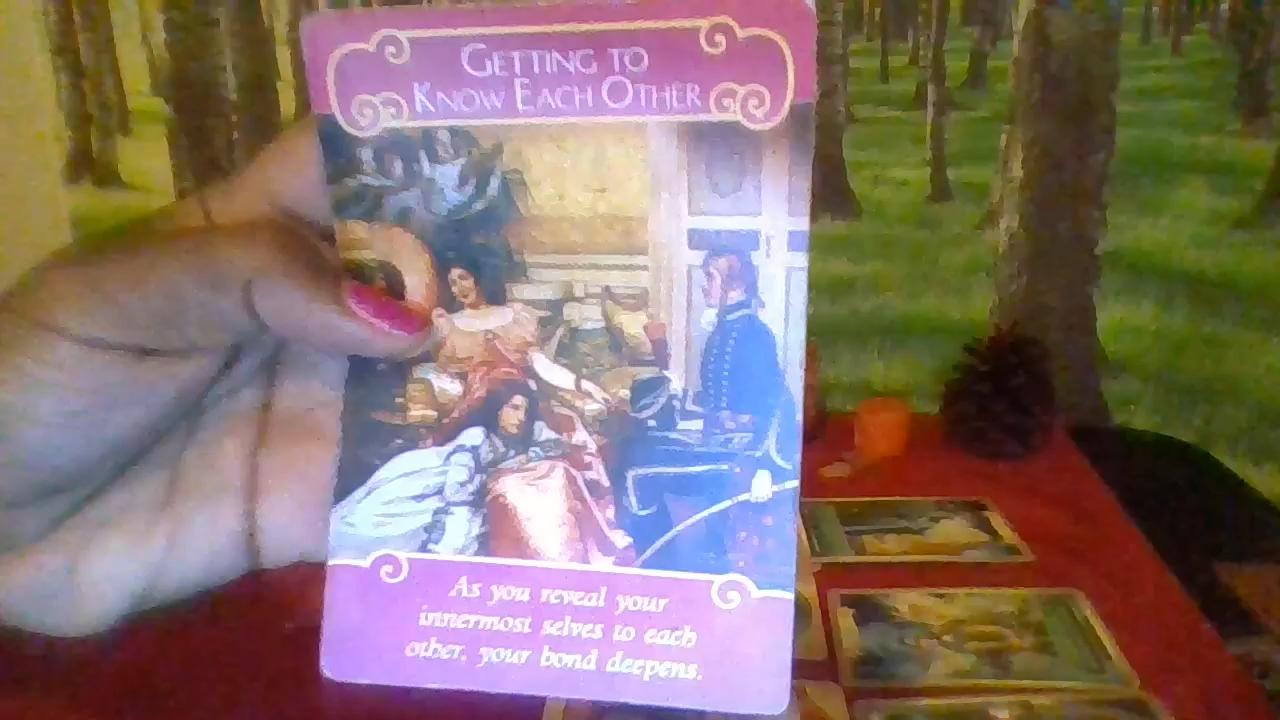 GETTING TO
KNOW EACH OTHER
As you reveal your
innermost selves to each
other, your bond deepens.